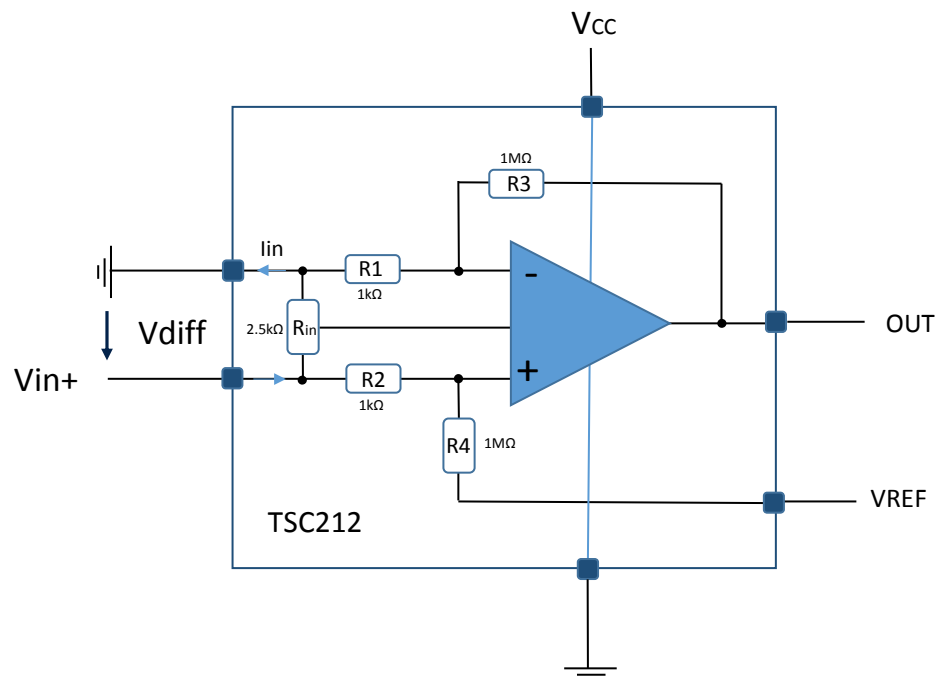 Vcc
1MΩ
R3
Iin
R1
1kΩ
-
Vdiff
2.5kΩ
Rin
OUT
Vin+
R2
1kΩ
+
R4
1MΩ
VREF
TSC212